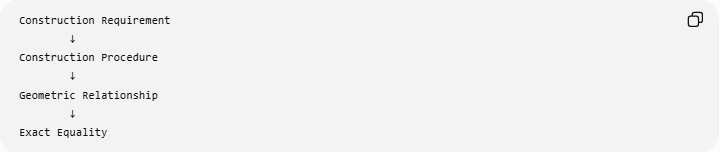 Construction Requirement
↓
Construction Procedure
↓
Geometric Relationship
↓
Exact Equality